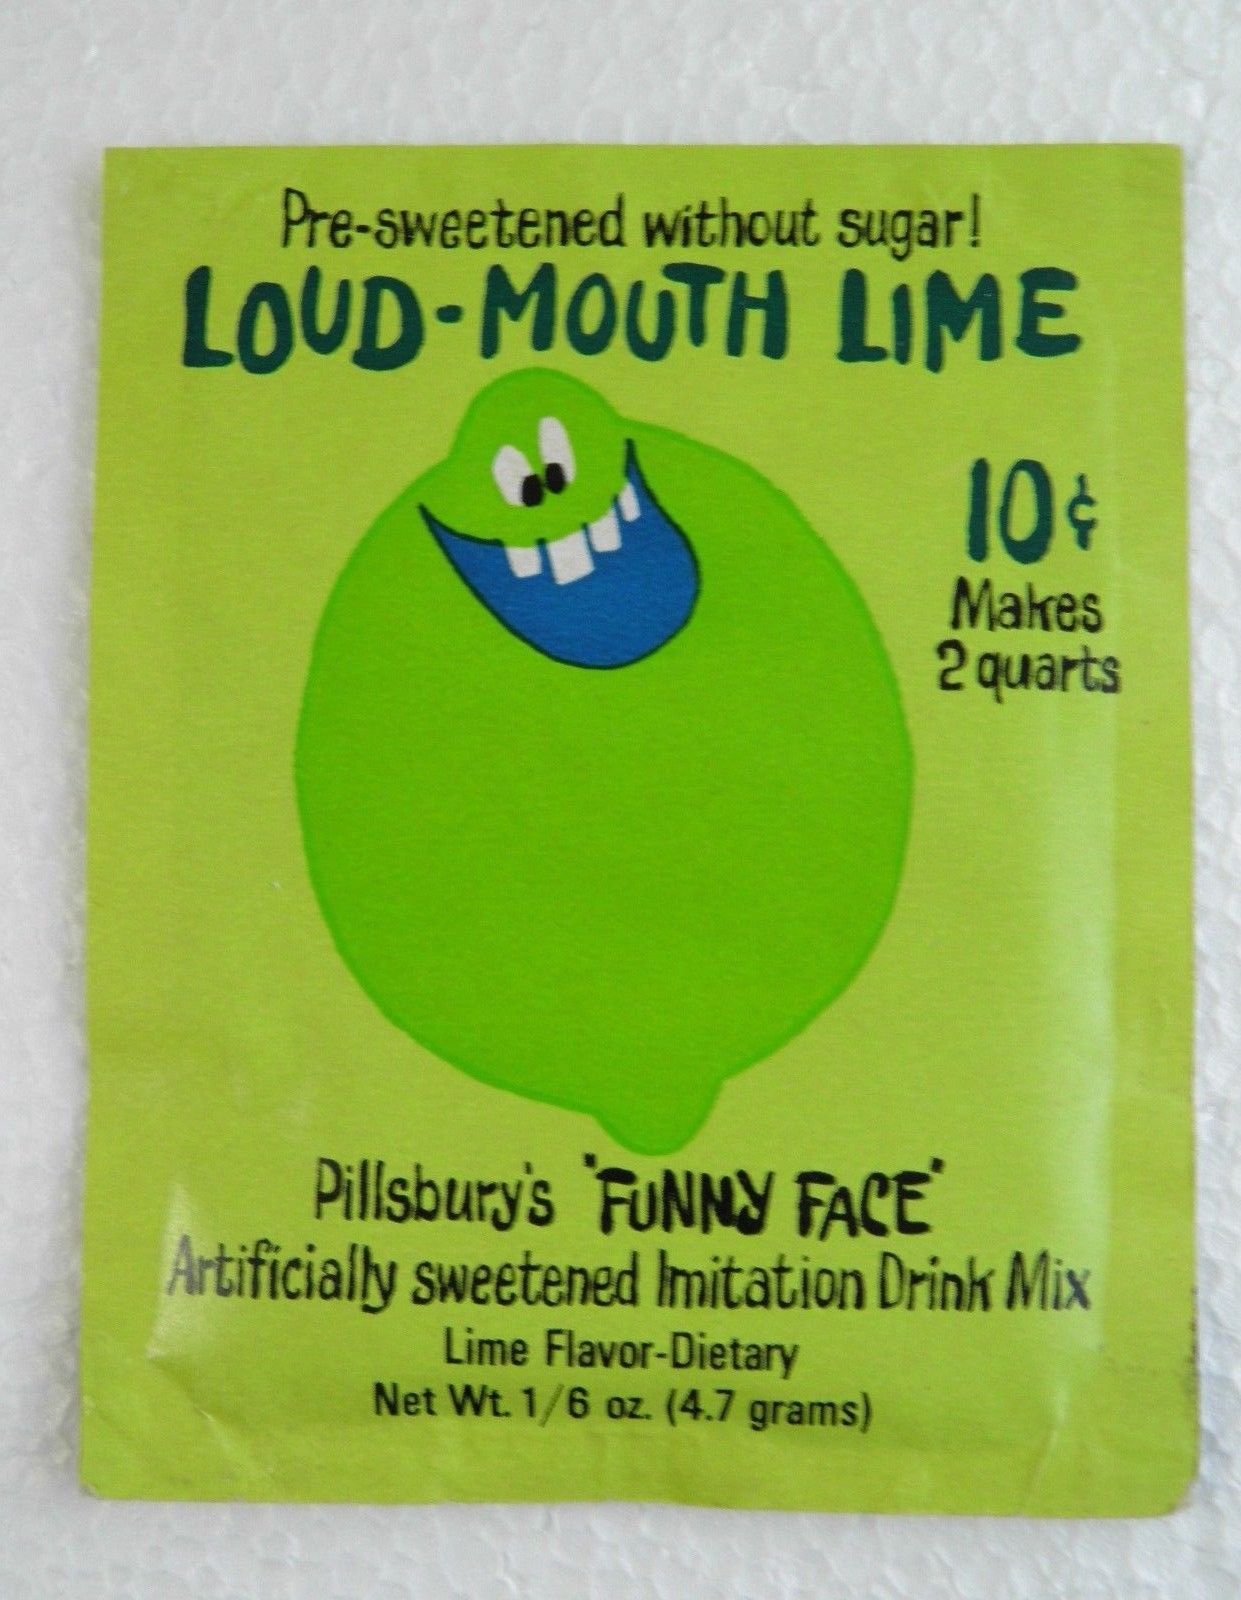 Pre-sweetened without sugar!
LOUD-MOUTH LIME
10¢
Makes
2 quarts
Pillsbury's "FUNNY FACE"
Artificially sweetened Imitation Drink Mix
Lime Flavor-Dietary
Net Wt. 1/6 oz. (4.7 grams)